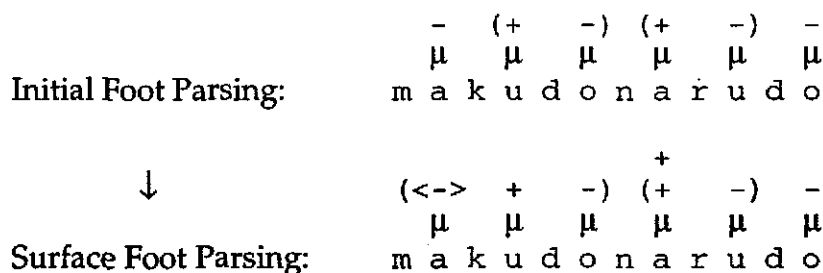 - (+ -) (+ -) -
μ μ μ μ μ μ
Initial Foot Parsing: m a k u d o n a r u d o
+
↓ (<-> + -) (+ -) -
μ μ μ μ μ μ
Surface Foot Parsing: m a k u d o n a r u d o